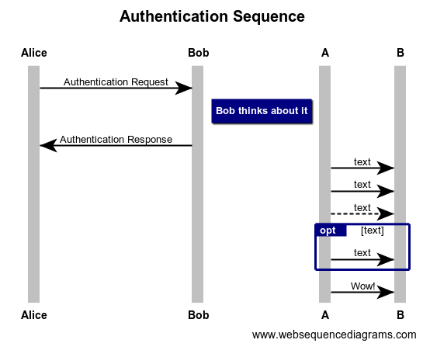 Authentication Sequence
Alice Bob A B
Authentication Request
Bob thinks about it
Authentication Response
text
text
text
opt [text]
text
Wow!
Alice Bob A B
www.websequencediagrams.com